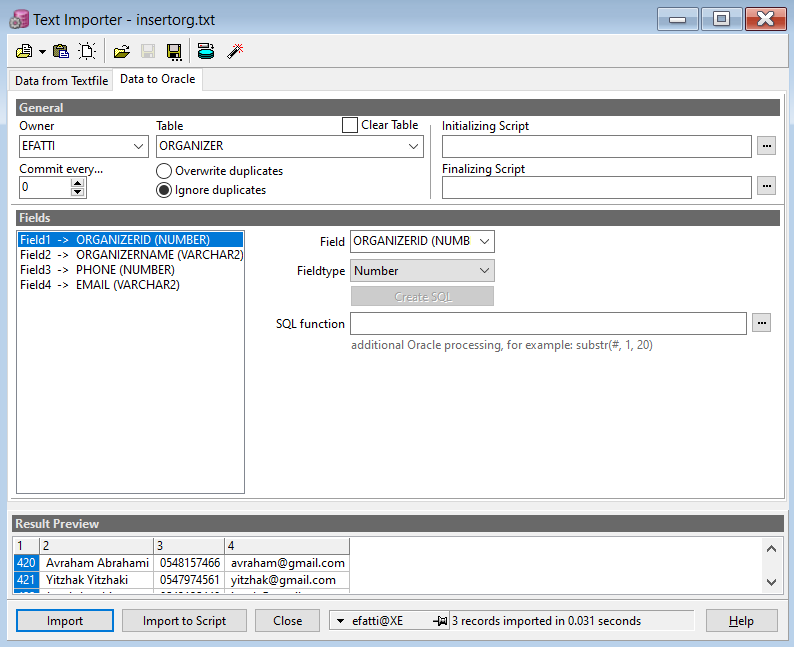 Text Importer - insertorg.txt
Data from Textfile
Data to Oracle
General
Owner
Table
Clear Table
Initializing Script
EFATTI
ORGANIZER
...
Commit every...
Overwrite duplicates
Finalizing Script
0
Ignore duplicates
...
Fields
Field1 -> ORGANIZERID (NUMBER)
Field2 -> ORGANIZERNAME (VARCHAR2)
Field3 -> PHONE (NUMBER)
Field4 -> EMAIL (VARCHAR2)
Field
ORGANIZERID (NUMB
Fieldtype
Number
Create SQL
SQL function
...
additional Oracle processing, for example: substr(#, 1, 20)
Result Preview
1 2 3 4
420 Avraham Abrahami 0548157466 avraham@gmail.com
421 Yitzhak Yitzhaki 0547974561 yitzhak@gmail.com
Import
Import to Script
Close
efatti@XE
3 records imported in 0.031 seconds
Help